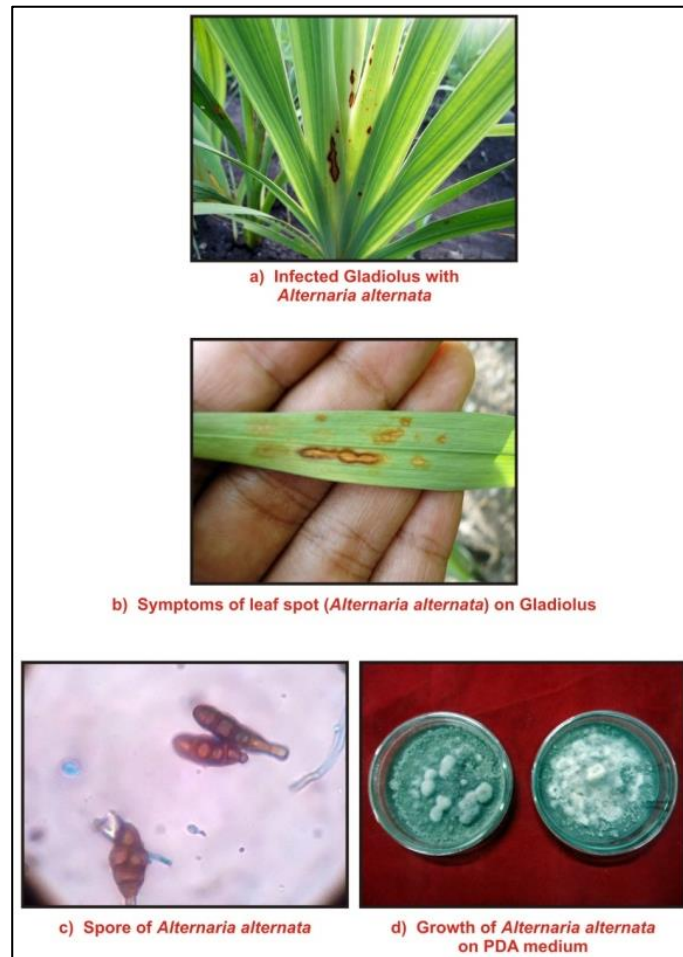 a) Infected Gladiolus with
Alternaria alternata
b) Symptoms of leaf spot (Alternaria alternata) on Gladiolus
c) Spore of Alternaria alternata
d) Growth of Alternaria alternata
on PDA medium